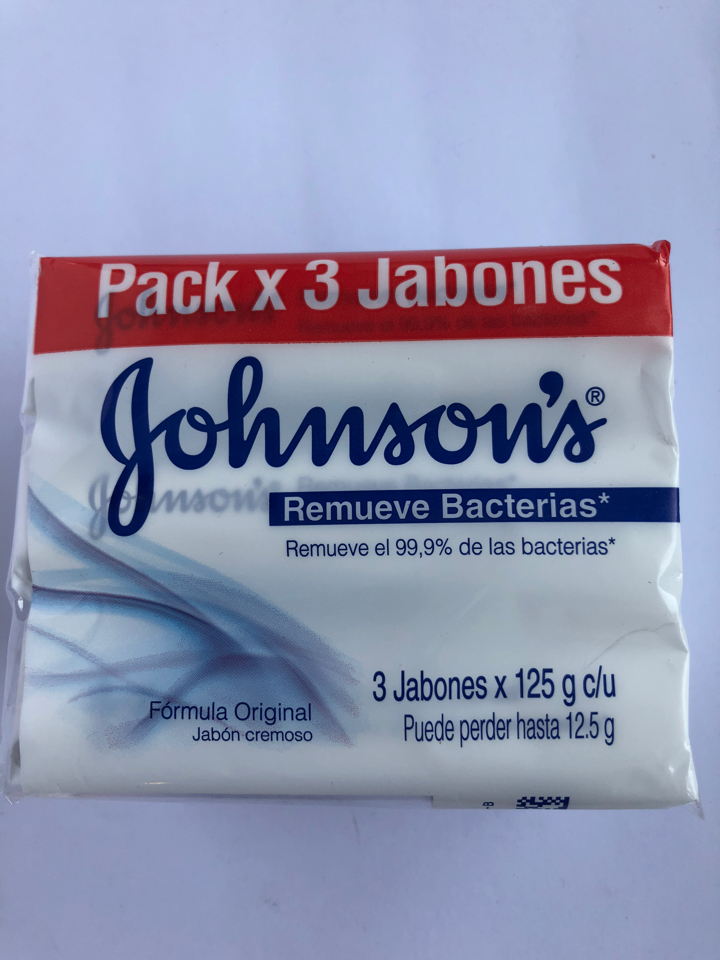 Pack x 3 Jabones
Johnson's®
Remueve Bacterias*
Remueve el 99,9% de las bacterias*
3 Jabones x 125 g c/u
Puede perder hasta 12.5 g
Fórmula Original
Jabón cremoso